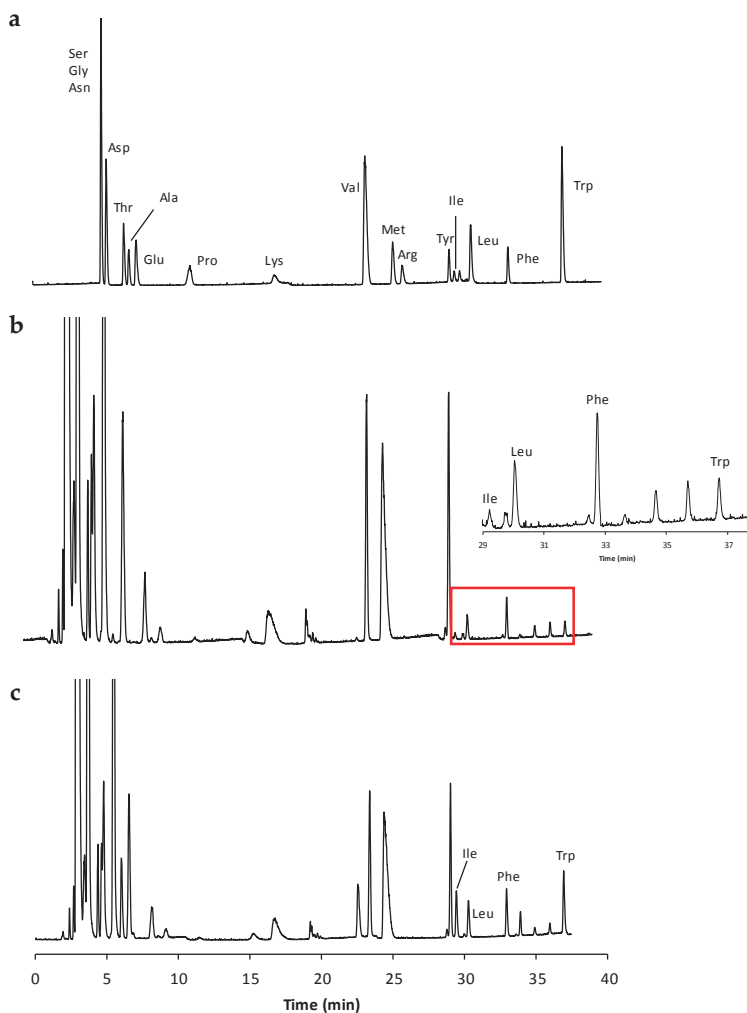 a
Ser
Gly
Asn
Asp
Thr
Ala
Glu
Pro
Lys
Val
Met
Arg
Tyr
Ile
Leu
Phe
Trp
b
Ile
Leu
Phe
Trp
29 31 33 35 37
Time (min)
c
Ile
Leu
Phe
Trp
0 5 10 15 20 25 30 35 40
Time (min)